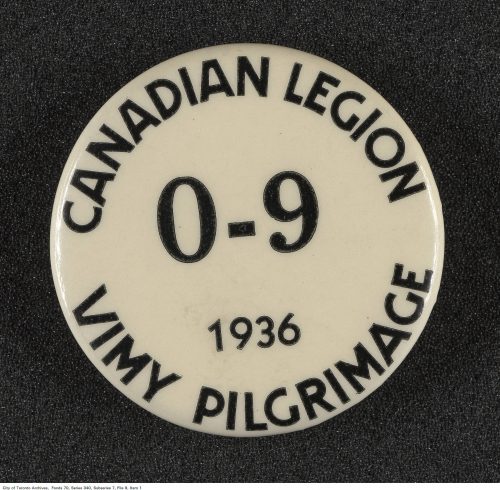 CANADIAN LEGION
0-9
1936
VIMY PILGRIMAGE
City of Toronto Archives, Fonds 70, Series 340, Subseries 7, File 8, Item 1